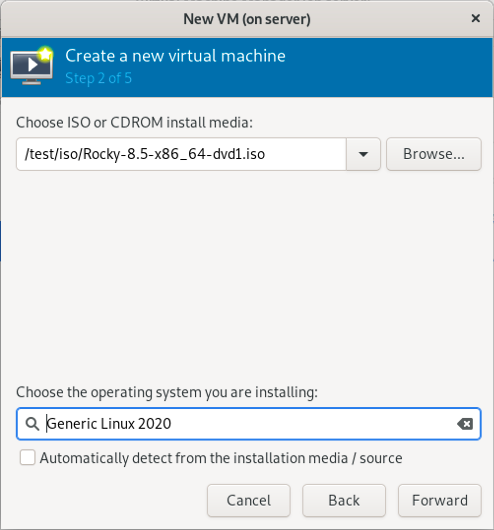 New VM (on server)
Create a new virtual machine
Step 2 of 5
Choose ISO or CDROM install media:
/test/iso/Rocky-8.5-x86_64-dvd1.iso
Browse...
Choose the operating system you are installing:
Generic Linux 2020
Automatically detect from the installation media / source
Cancel
Back
Forward